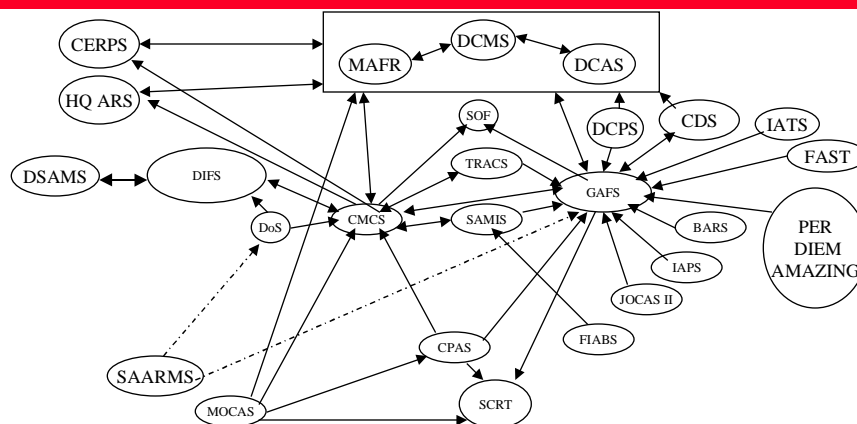 CERPS
DCMS
MAFR
DCAS
HQ ARS
SOF
DCPS
CDS
IATS
FAST
TRACS
DSAMS
DIFS
GAFS
CMCS
SAMIS
DoS
BARS
PER
DIEM
AMAZING
IAPS
JOCAS II
FIABS
CPAS
SAARMS
MOCAS
SCRT